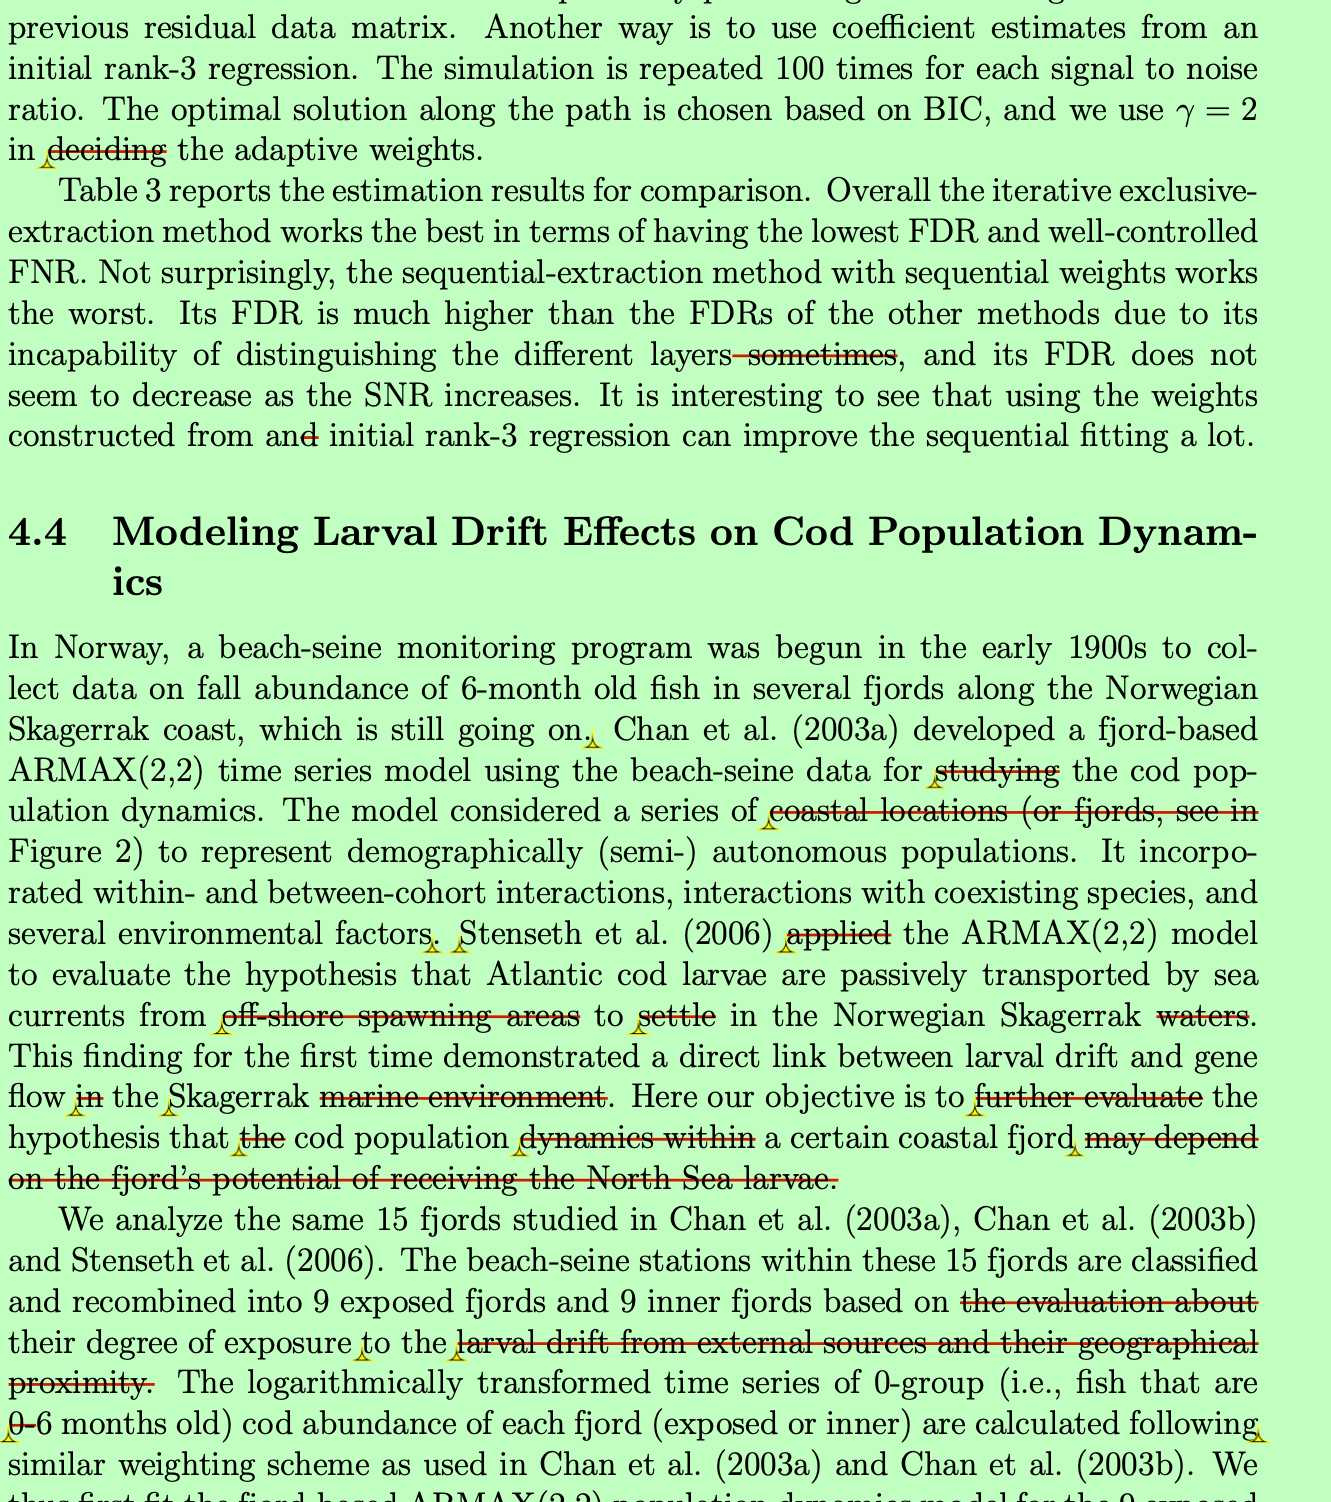 previous residual data matrix. Another way is to use coefficient estimates from an
initial rank-3 regression. The simulation is repeated 100 times for each signal to noise
ratio. The optimal solution along the path is chosen based on BIC, and we use γ = 2
in deciding the adaptive weights.
Table 3 reports the estimation results for comparison. Overall the iterative exclusive-
extraction method works the best in terms of having the lowest FDR and well-controlled
FNR. Not surprisingly, the sequential-extraction method with sequential weights works
the worst. Its FDR is much higher than the FDRs of the other methods due to its
incapability of distinguishing the different layers sometimes, and its FDR does not
seem to decrease as the SNR increases. It is interesting to see that using the weights
constructed from and initial rank-3 regression can improve the sequential fitting a lot.
4.4 Modeling Larval Drift Effects on Cod Population Dynam-
ics
In Norway, a beach-seine monitoring program was begun in the early 1900s to col-
lect data on fall abundance of 6-month old fish in several fjords along the Norwegian
Skagerrak coast, which is still going on. Chan et al. (2003a) developed a fjord-based
ARMAX(2,2) time series model using the beach-seine data for studying the cod pop-
ulation dynamics. The model considered a series of coastal locations (or fjords, see in
Figure 2) to represent demographically (semi-) autonomous populations. It incorpo-
rated within- and between-cohort interactions, interactions with coexisting species, and
several environmental factors. Stenseth et al. (2006) applied the ARMAX(2,2) model
to evaluate the hypothesis that Atlantic cod larvae are passively transported by sea
currents from off-shore spawning areas to settle in the Norwegian Skagerrak waters.
This finding for the first time demonstrated a direct link between larval drift and gene
flow in the Skagerrak marine environment. Here our objective is to further evaluate the
hypothesis that the cod population dynamics within a certain coastal fjord may depend
on the fjord's potential of receiving the North Sea larvae.
We analyze the same 15 fjords studied in Chan et al. (2003a), Chan et al. (2003b)
and Stenseth et al. (2006). The beach-seine stations within these 15 fjords are classified
and recombined into 9 exposed fjords and 9 inner fjords based on the evaluation about
their degree of exposure to the larval drift from external sources and their geographical
proximity. The logarithmically transformed time series of 0-group (i.e., fish that are
0-6 months old) cod abundance of each fjord (exposed or inner) are calculated following
similar weighting scheme as used in Chan et al. (2003a) and Chan et al. (2003b). We
thus first fit the fjord-based ARMAX(2,2) population dynamics model for the 9 exposed